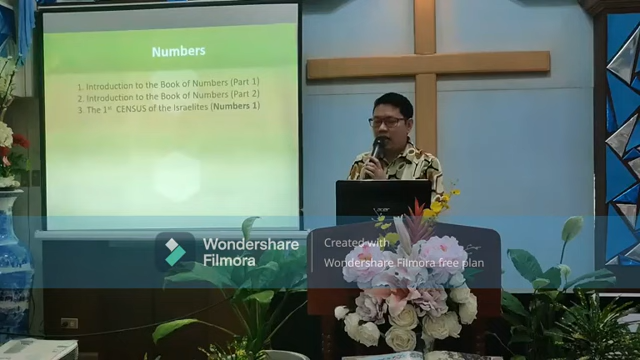 Numbers
1. Introduction to the Book of Numbers (Part 1)
2. Introduction to the Book of Numbers (Part 2)
3. The 1st CENSUS of the Israelites (Numbers 1)
Wondershare
Filmora
Created with
Wondershare Filmora free plan